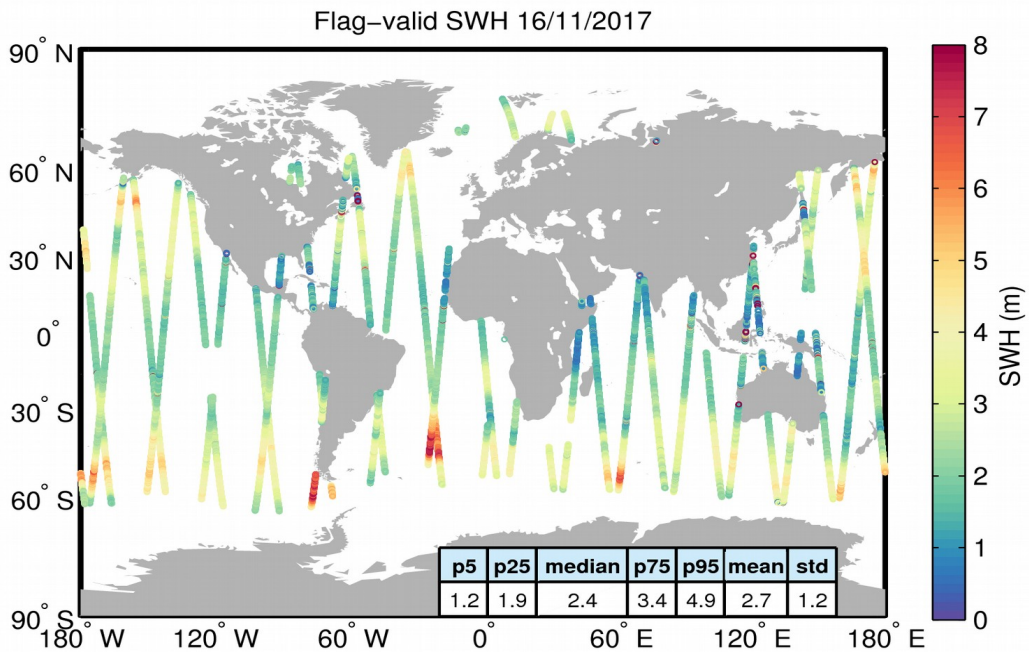 Flag−valid SWH 16/11/2017
90° N
60° N
30° N
0°
30° S
60° S
90° S
180° W
120° W
60° W
0°
60° E
120° E
180° E
p5 p25 median p75 p95 mean std
1.2 1.9 2.4 3.4 4.9 2.7 1.2
8
7
6
5
4
3
2
1
0
SWH (m)